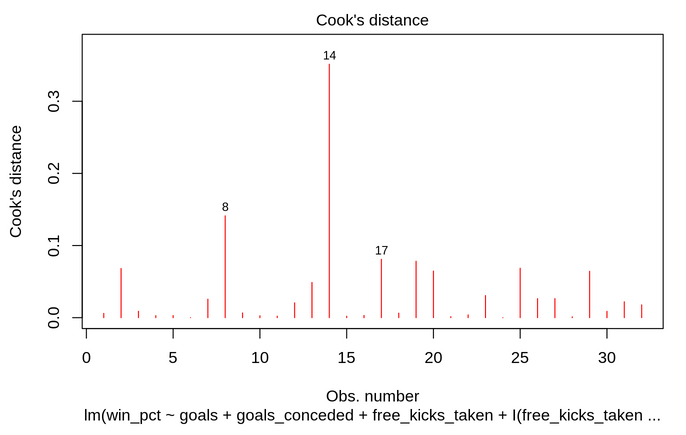 Cook's distance
14
0.3
0.2
8
Cook's distance
17
0.1
0.0
0 5 10 15 20 25 30
Obs. number
lm(win_pct ~ goals + goals_conceded + free_kicks_taken + I(free_kicks_taken ...